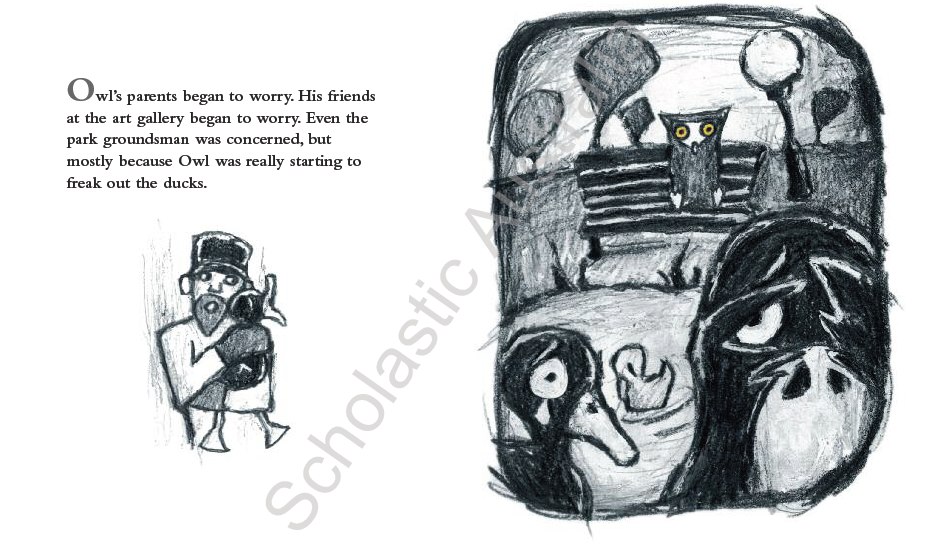 Owl's parents began to worry. His friends
at the art gallery began to worry. Even the
park groundsman was concerned, but
mostly because Owl was really starting to
freak out the ducks.
Scholastic Australia